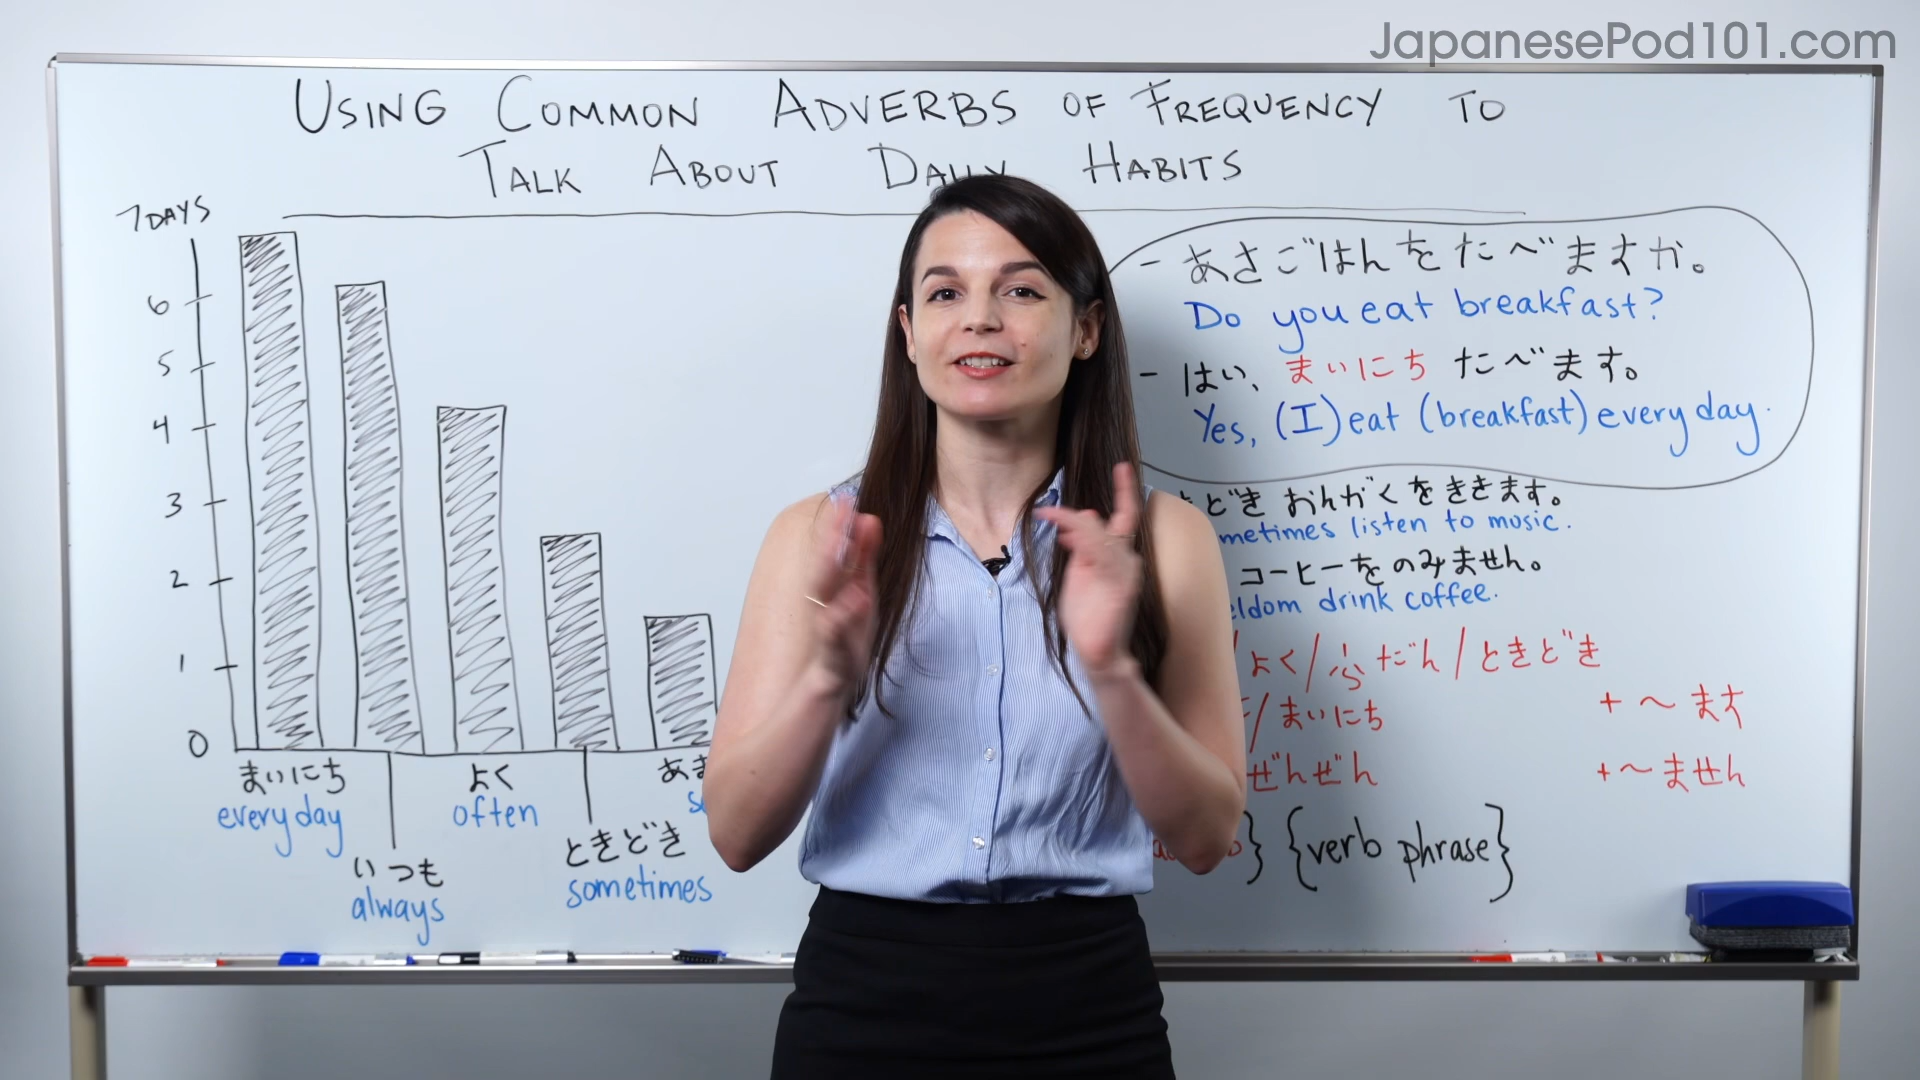 JapanesePod101.com
USING COMMON ADVERBS OF FREQUENCY TO
TALK ABOUT DAILY HABITS
7 DAYS
6
5
4
3
2
1
0
まいにち
everyday
いつも
always
よく
often
ときどき
sometimes
- あさごはんをたべますか。
Do you eat breakfast?
- はい、まいにち たべます。
Yes, (I) eat (breakfast) every day.
どき おんがくをききます。
listen to music.
コーヒーをのみません。
drink coffee.
/よく/ふだん/ときどき
/まいにち + ~ ます
ぜんぜん + ~ ません
} {verb phrase}